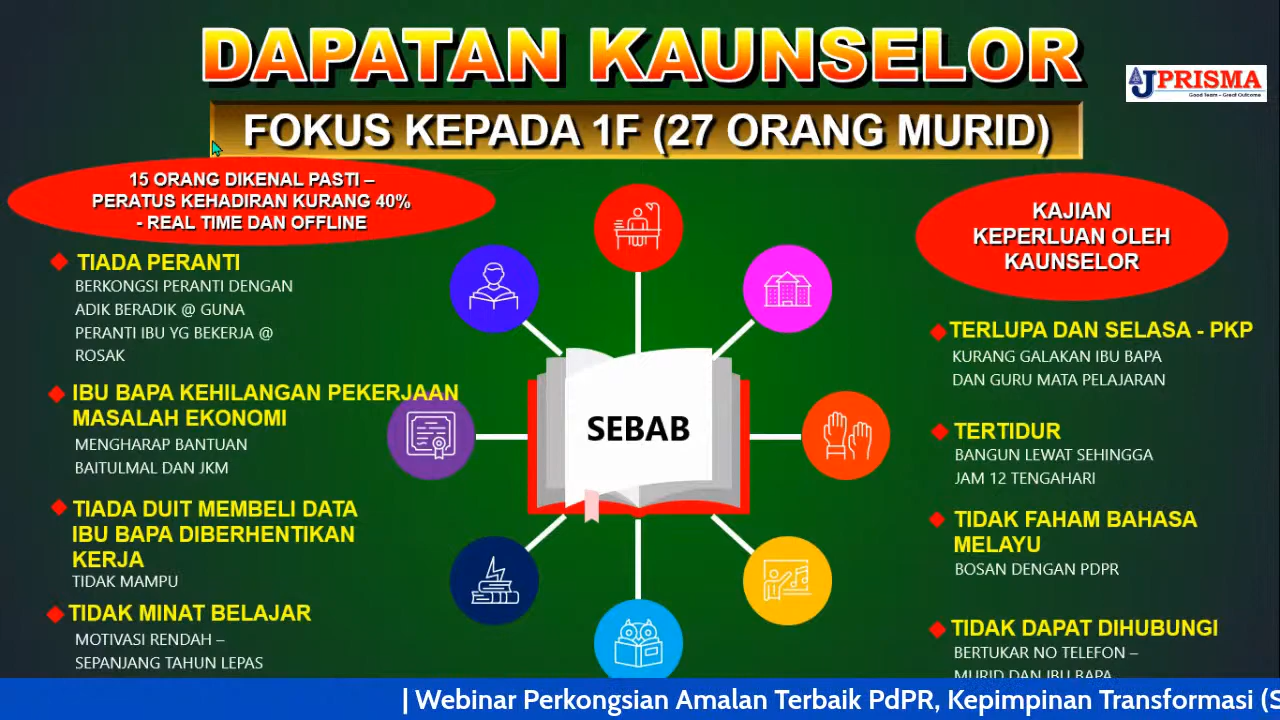 DAPATAN KAUNSELOR
JPRISMA
Good Team - Great Outcome
FOKUS KEPADA 1F (27 ORANG MURID)
15 ORANG DIKENAL PASTI –
PERATUS KEHADIRAN KURANG 40%
- REAL TIME DAN OFFLINE
TIADA PERANTI
BERKONGSI PERANTI DENGAN
ADIK BERADIK @ GUNA
PERANTI IBU YG BEKERJA @
ROSAK
IBU BAPA KEHILANGAN PEKERJAAN
MASALAH EKONOMI
MENGHARAP BANTUAN
BAITULMAL DAN JKM
TIADA DUIT MEMBELI DATA
IBU BAPA DIBERHENTIKAN
KERJA
TIDAK MAMPU
TIDAK MINAT BELAJAR
MOTIVASI RENDAH –
SEPANJANG TAHUN LEPAS
SEBAB
KAJIAN
KEPERLUAN OLEH
KAUNSELOR
TERLUPA DAN SELASA - PKP
KURANG GALAKAN IBU BAPA
DAN GURU MATA PELAJARAN
TERTIDUR
BANGUN LEWAT SEHINGGA
JAM 12 TENGAHARI
TIDAK FAHAM BAHASA
MELAYU
BOSAN DENGAN PDPR
TIDAK DAPAT DIHUBUNGI
BERTUKAR NO TELEFON –
MURID DAN IBU BAPA
| Webinar Perkongsian Amalan Terbaik PdPR, Kepimpinan Transformasi (S